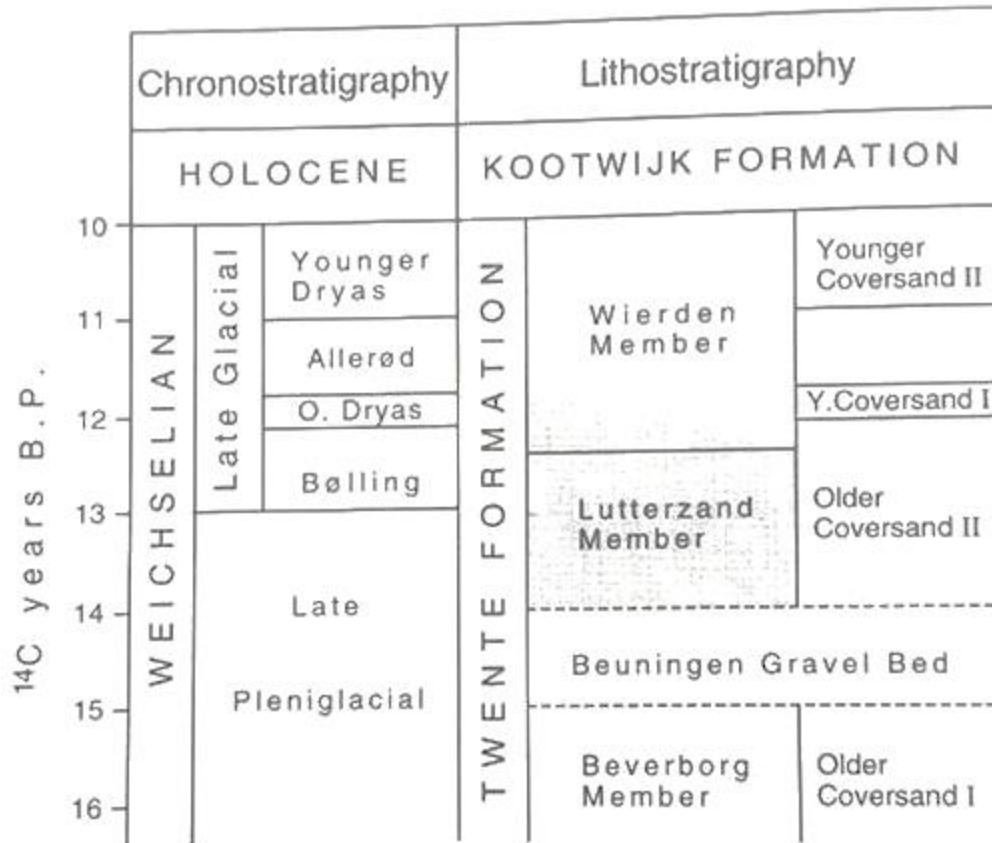 Chronostratigraphy
Lithostratigraphy
HOLOCENE
KOOTWIJK FORMATION
14C years B.P.
10
11
12
13
14
15
16
WEICHSELIAN
Late Glacial
Younger
Dryas
Allerød
O. Dryas
Bølling
Late
Pleniglacial
TWENTE FORMATION
Wierden
Member
Lutterzand
Member
Beuningen Gravel Bed
Beverborg
Member
Younger
Coversand II
Y.Coversand I
Older
Coversand II
Older
Coversand I